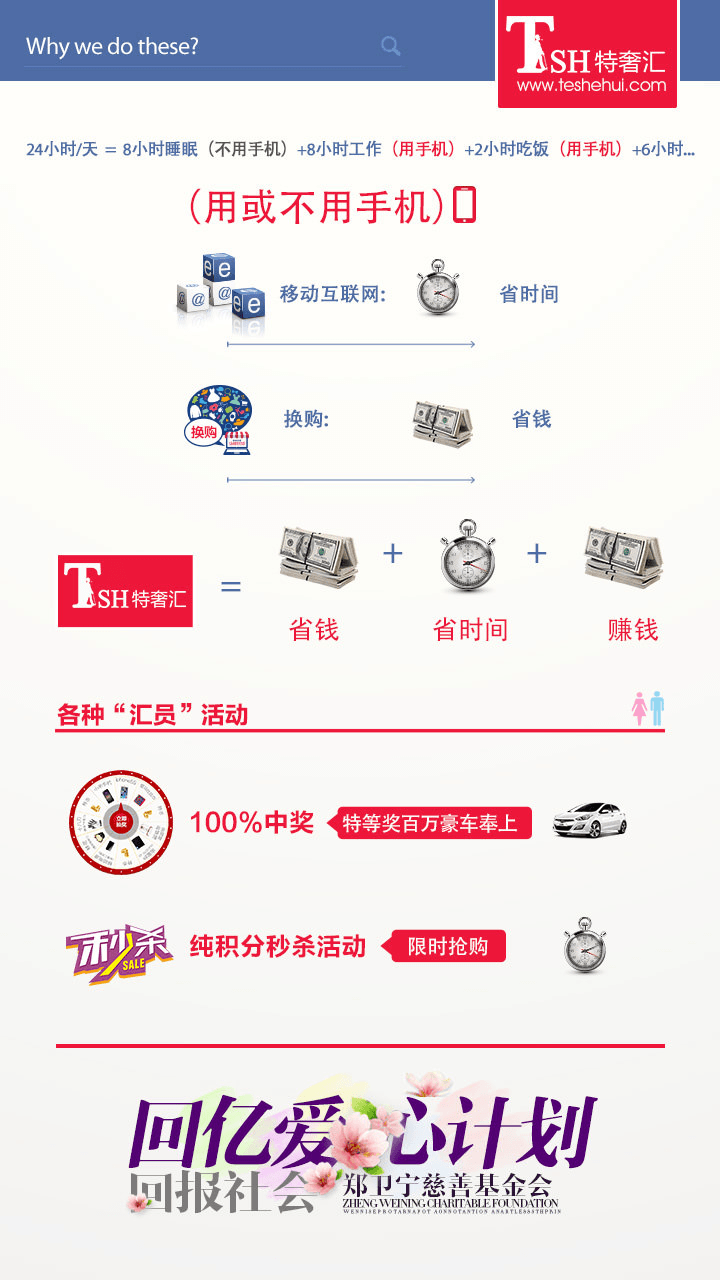 Why we do these?
TSH 特奢汇
www.teshehui.com
24小时/天 = 8小时睡眠（不用手机）+8小时工作（用手机）+2小时吃饭（用手机）+6小时...
（用或不用手机）
移动互联网: 省时间
换购
换购: 省钱
TSH 特奢汇 = + +
省钱 省时间 赚钱
各种“汇员”活动
立即
抽奖
100%中奖 特等奖百万豪车奉上
秒杀
SALE
纯积分秒杀活动 限时抢购
回亿爱心计划
回报社会 郑卫宁慈善基金会
ZHENG WEINING CHARITABLE FOUNDATION